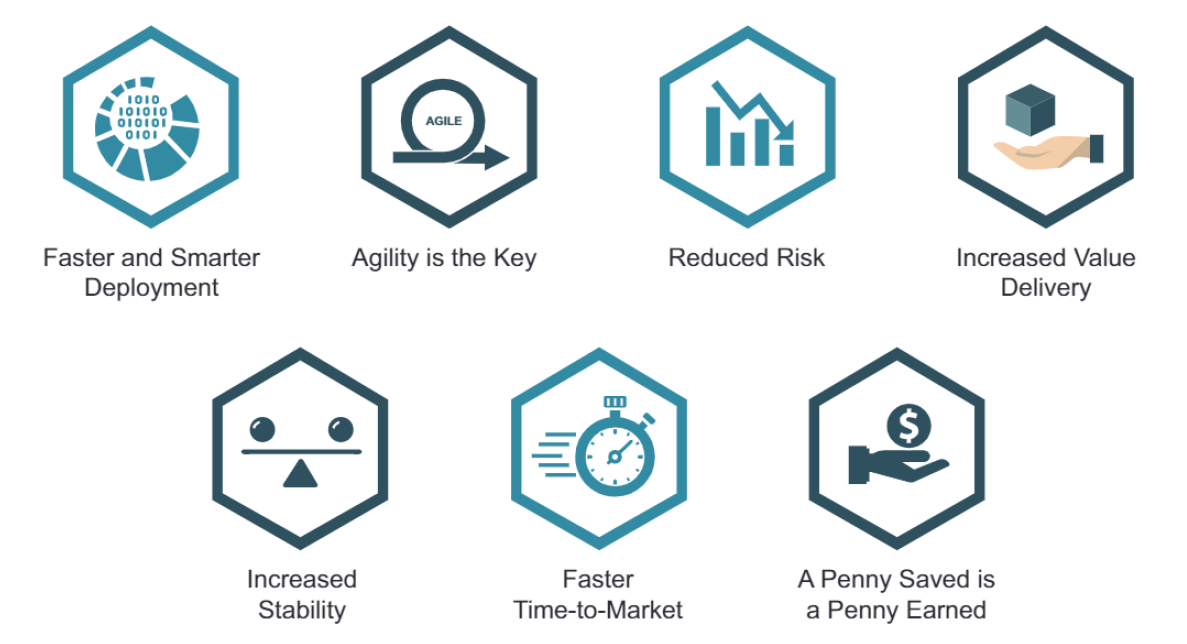 1010
101010
010101
0101
AGILE
Faster and Smarter
Deployment
Agility is the Key
Reduced Risk
Increased Value
Delivery
$
Increased
Stability
Faster
Time-to-Market
A Penny Saved is
a Penny Earned